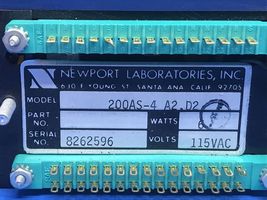 NEWPORT LABORATORIES, INC.
630 E YOUNG ST. SANTA ANA CALIF 92705
MODEL 200AS-4 A2,D2
PART NO. WATTS
SERIAL NO. 8262596 VOLTS 115VAC